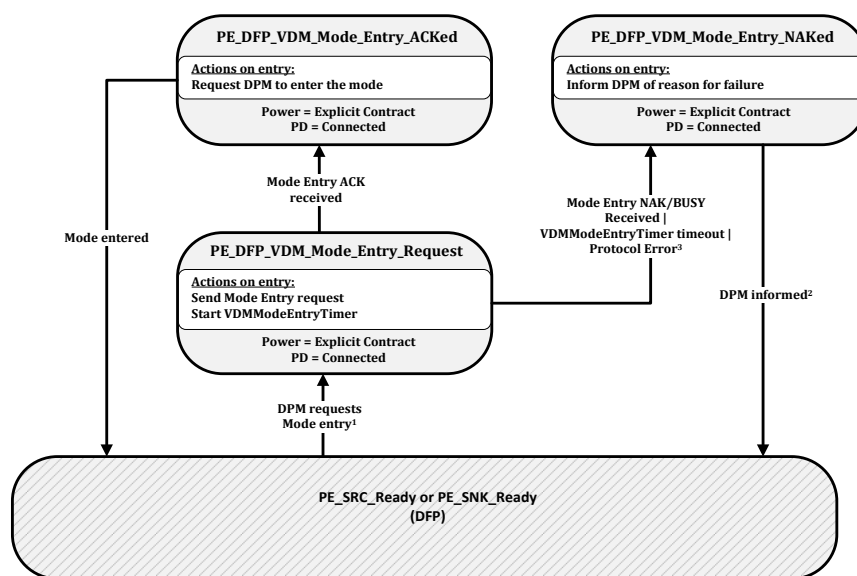 PE_DFP_VDM_Mode_Entry_ACKed
Actions on entry:
Request DPM to enter the mode
Power = Explicit Contract
PD = Connected
PE_DFP_VDM_Mode_Entry_NAKed
Actions on entry:
Inform DPM of reason for failure
Power = Explicit Contract
PD = Connected
Mode Entry ACK
received
Mode Entry NAK/BUSY
Received |
VDMModeEntryTimer timeout |
Protocol Error³
Mode entered
PE_DFP_VDM_Mode_Entry_Request
Actions on entry:
Send Mode Entry request
Start VDMModeEntryTimer
Power = Explicit Contract
PD = Connected
DPM informed²
DPM requests
Mode entry¹
PE_SRC_Ready or PE_SNK_Ready
(DFP)